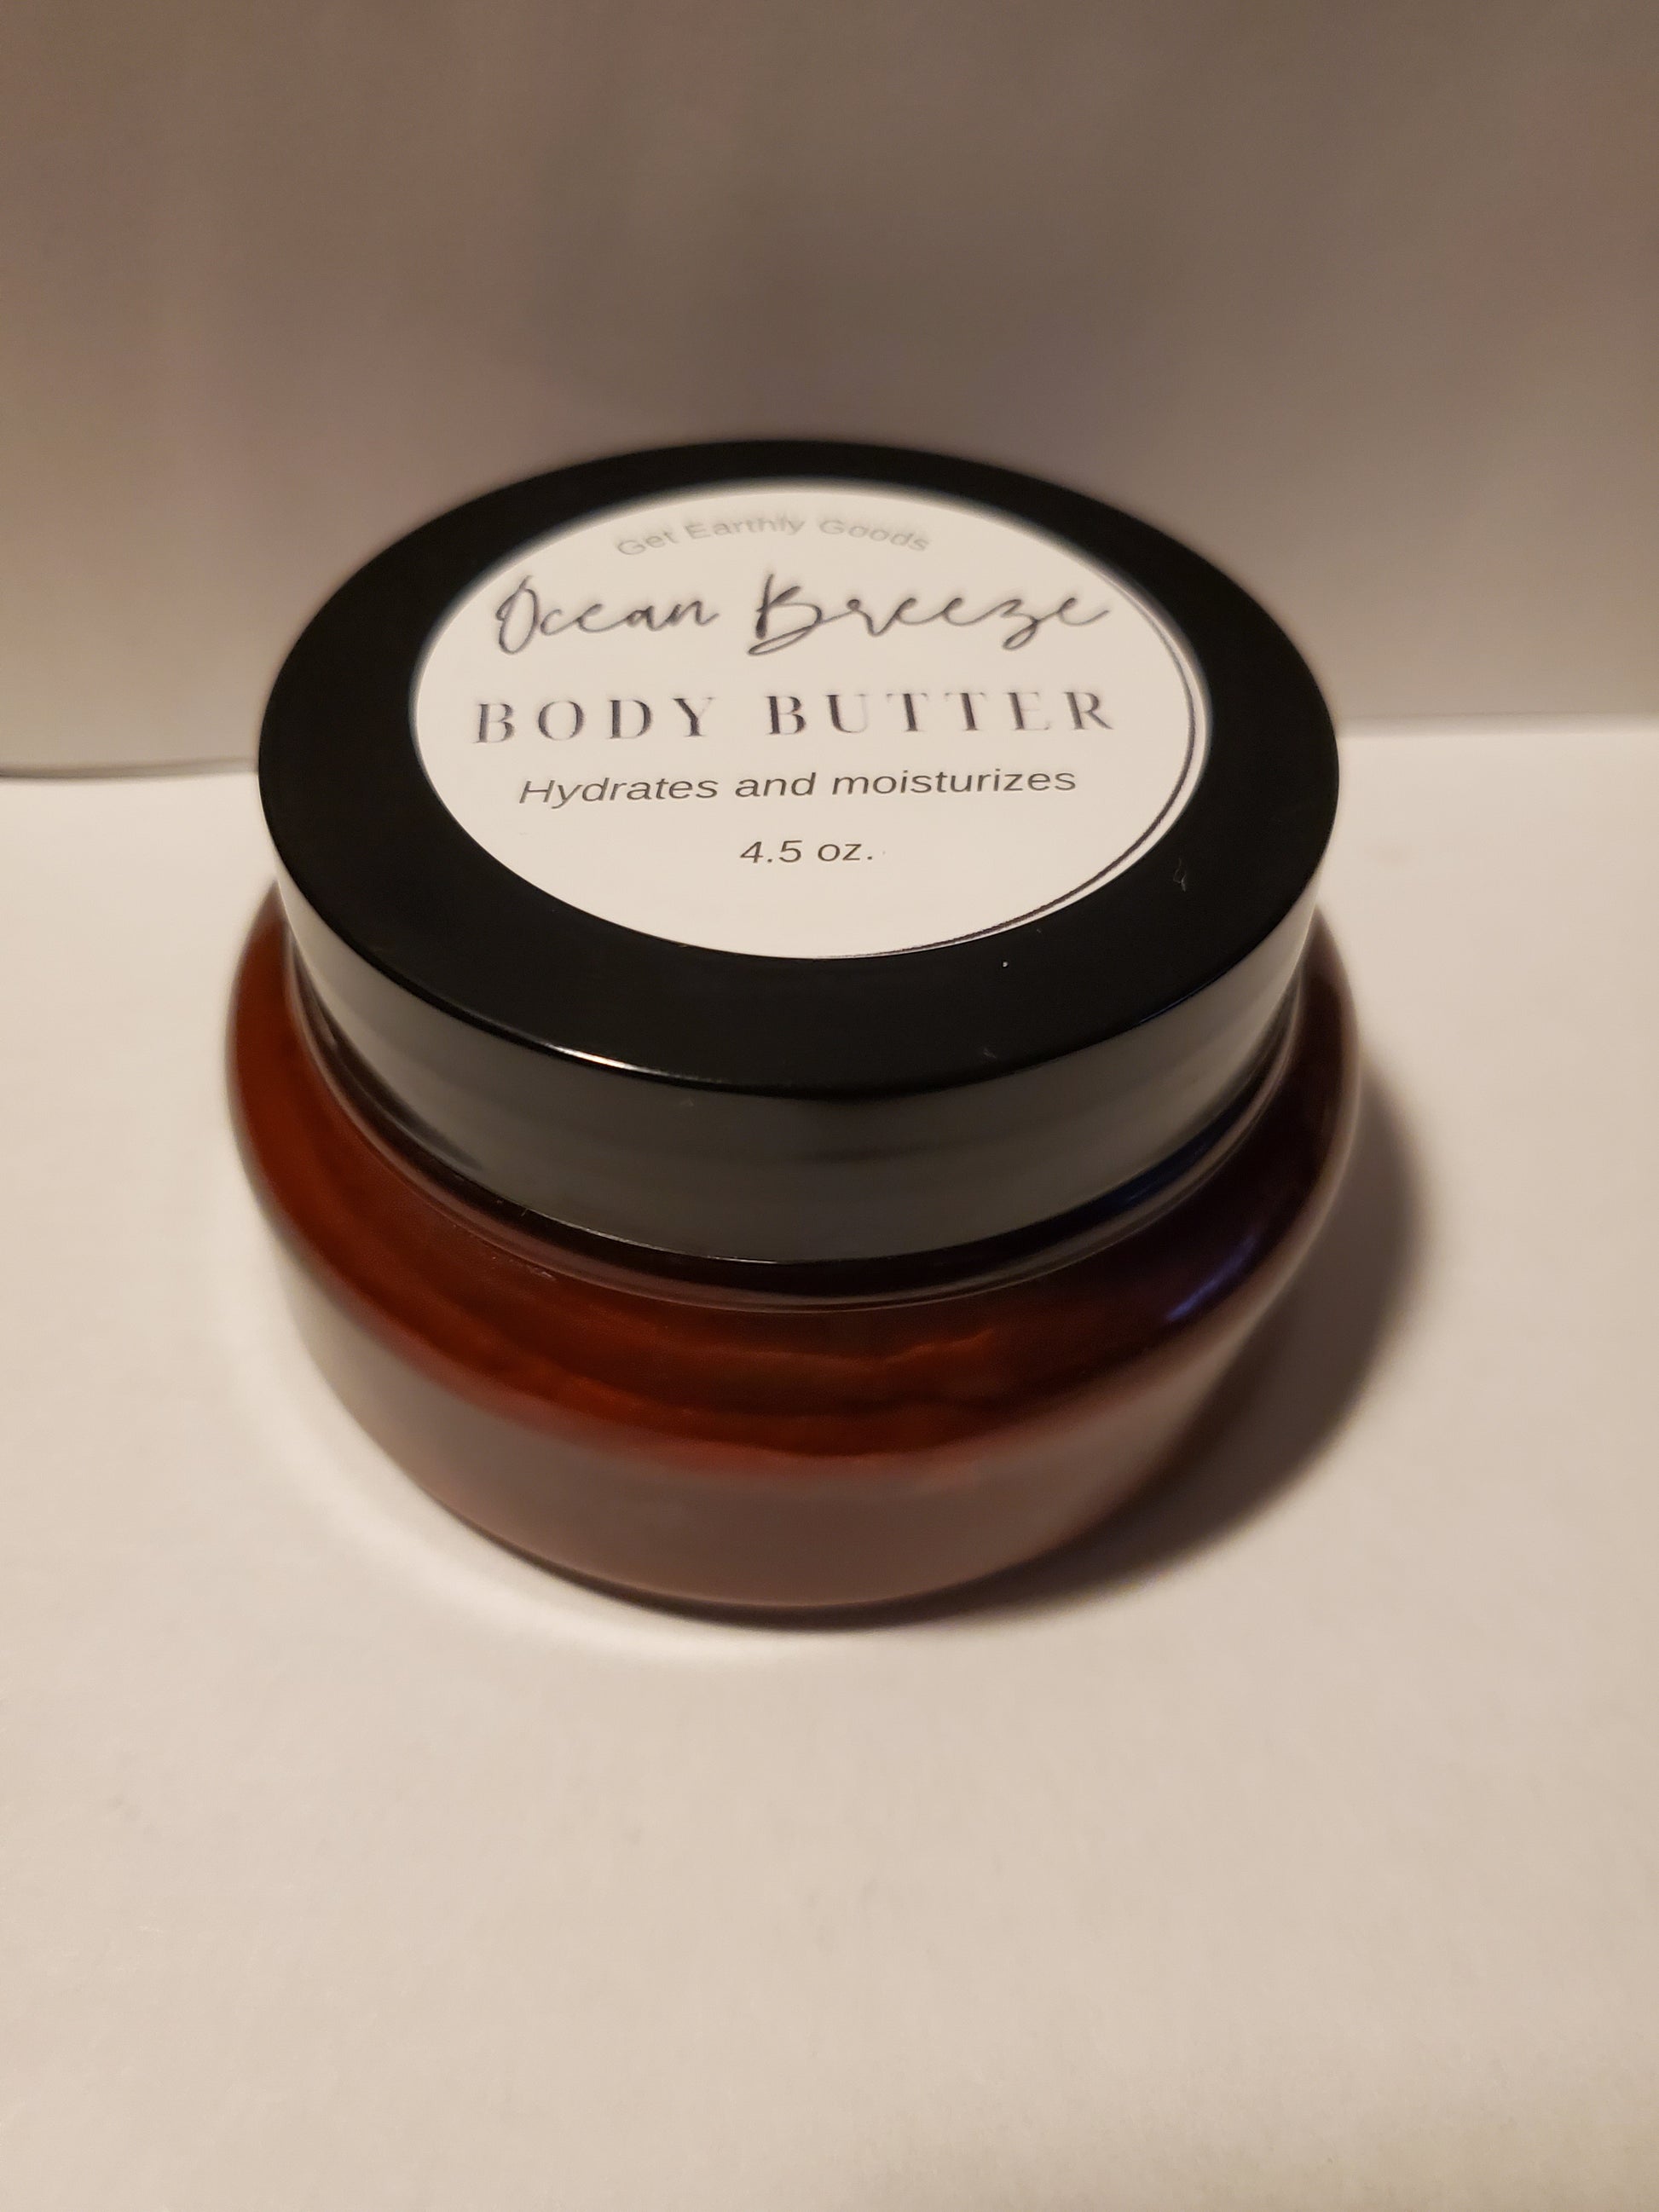 Get Earthly Goods
Ocean Breeze
BODY BUTTER
Hydrates and moisturizes
4.5 oz.